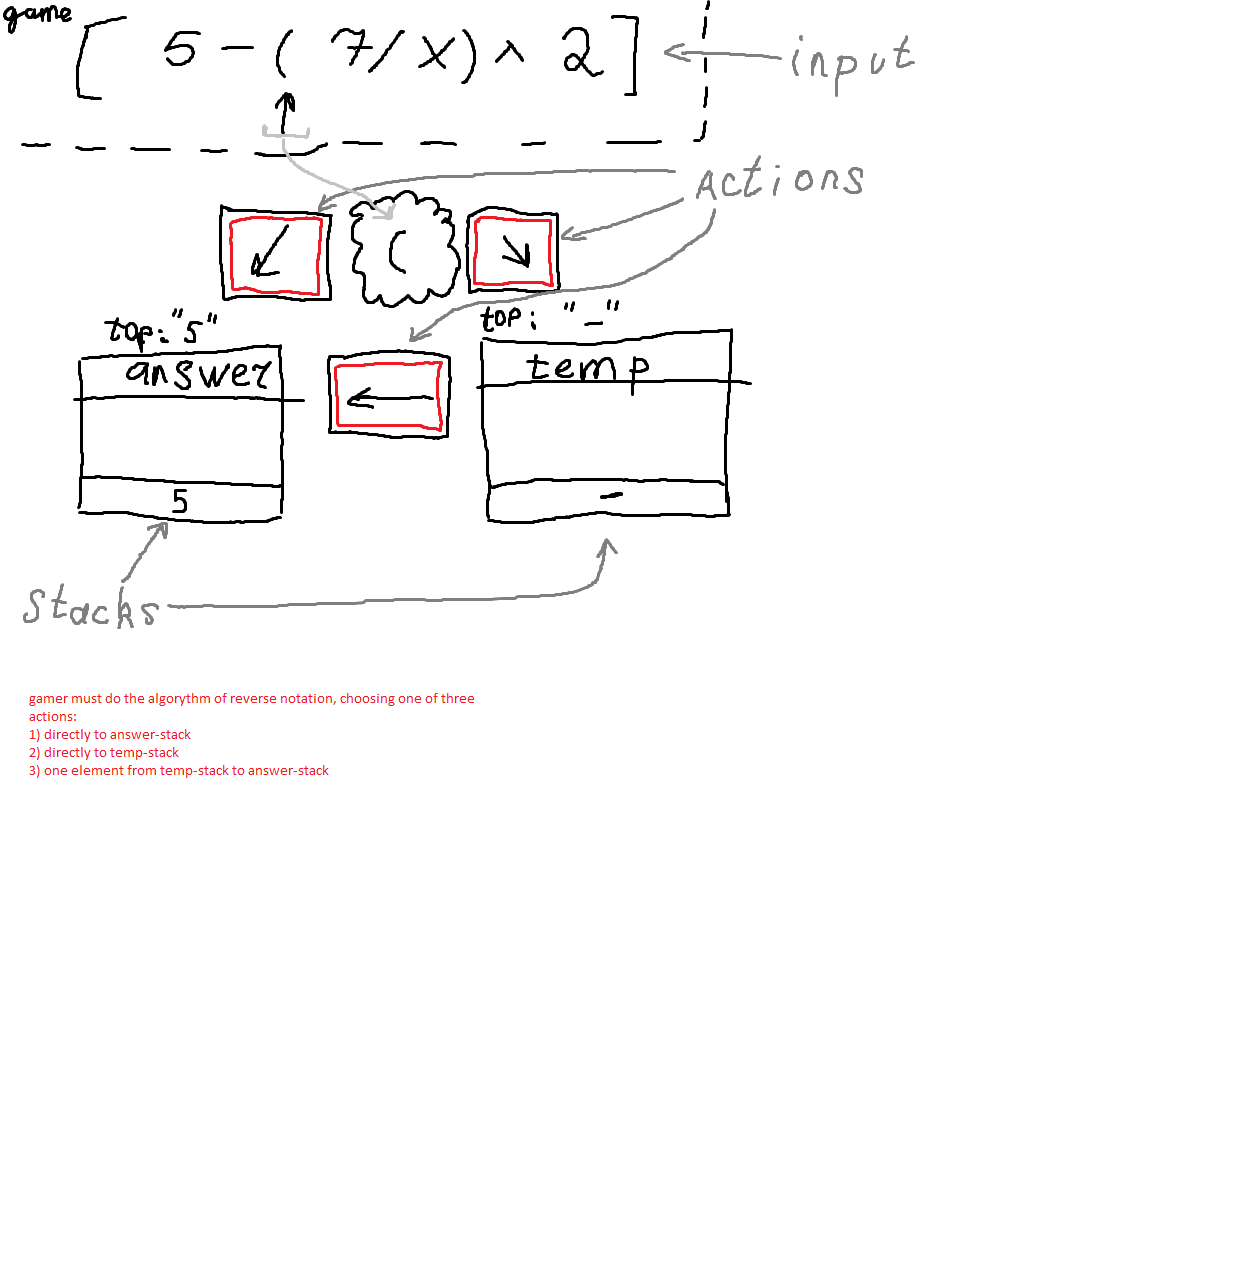 game
[ 5 - ( 7 / x ) ^ 2 ]
input
Actions
(
top: "5"
top: "-"
answer
temp
5
-
Stacks
gamer must do the algorythm of reverse notation, choosing one of three
actions:
1) directly to answer-stack
2) directly to temp-stack
3) one element from temp-stack to answer-stack